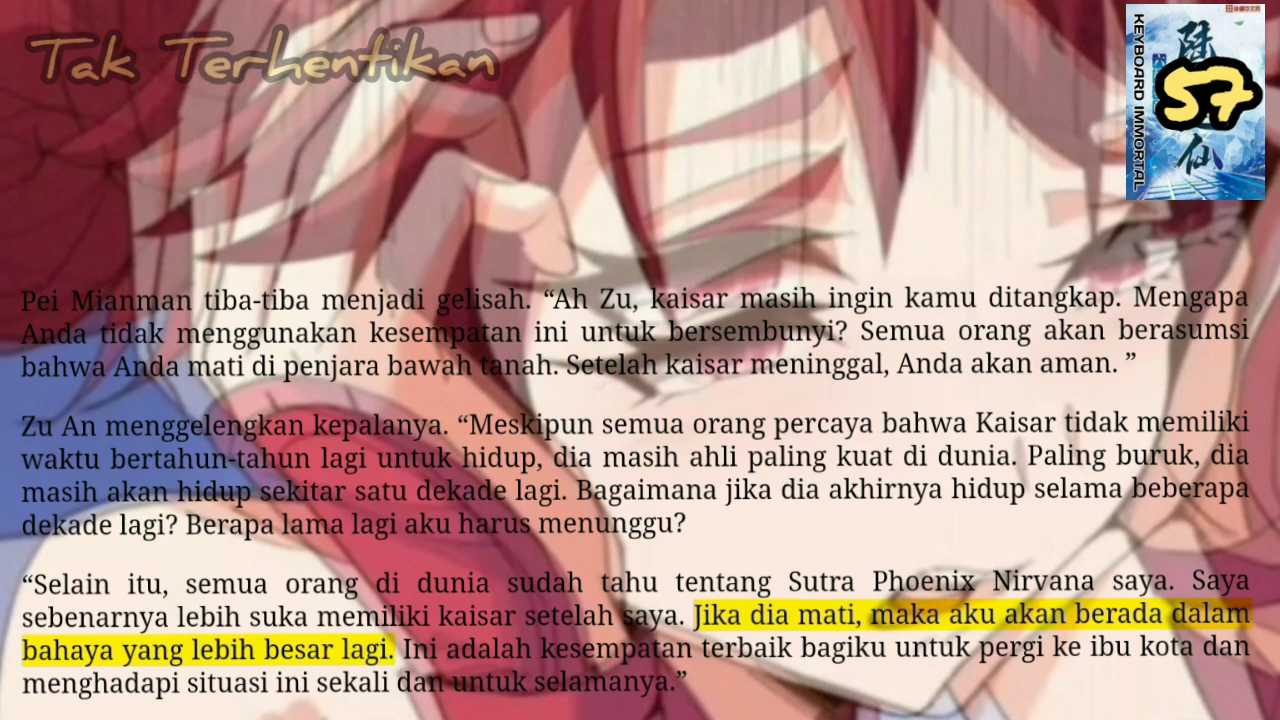 Tak Terhentikan
KEYBOARD IMMORTAL
57
仙
Pei Mianman tiba-tiba menjadi gelisah. “Ah Zu, kaisar masih ingin kamu ditangkap. Mengapa
Anda tidak menggunakan kesempatan ini untuk bersembunyi? Semua orang akan berasumsi
bahwa Anda mati di penjara bawah tanah. Setelah kaisar meninggal, Anda akan aman. ”
Zu An menggelengkan kepalanya. “Meskipun semua orang percaya bahwa Kaisar tidak memiliki
waktu bertahun-tahun lagi untuk hidup, dia masih ahli paling kuat di dunia. Paling buruk, dia
masih akan hidup sekitar satu dekade lagi. Bagaimana jika dia akhirnya hidup selama beberapa
dekade lagi? Berapa lama lagi aku harus menunggu?
“Selain itu, semua orang di dunia sudah tahu tentang Sutra Phoenix Nirvana saya. Saya
sebenarnya lebih suka memiliki kaisar setelah saya. Jika dia mati, maka aku akan berada dalam
bahaya yang lebih besar lagi. Ini adalah kesempatan terbaik bagiku untuk pergi ke ibu kota dan
menghadapi situasi ini sekali dan untuk selamanya.”